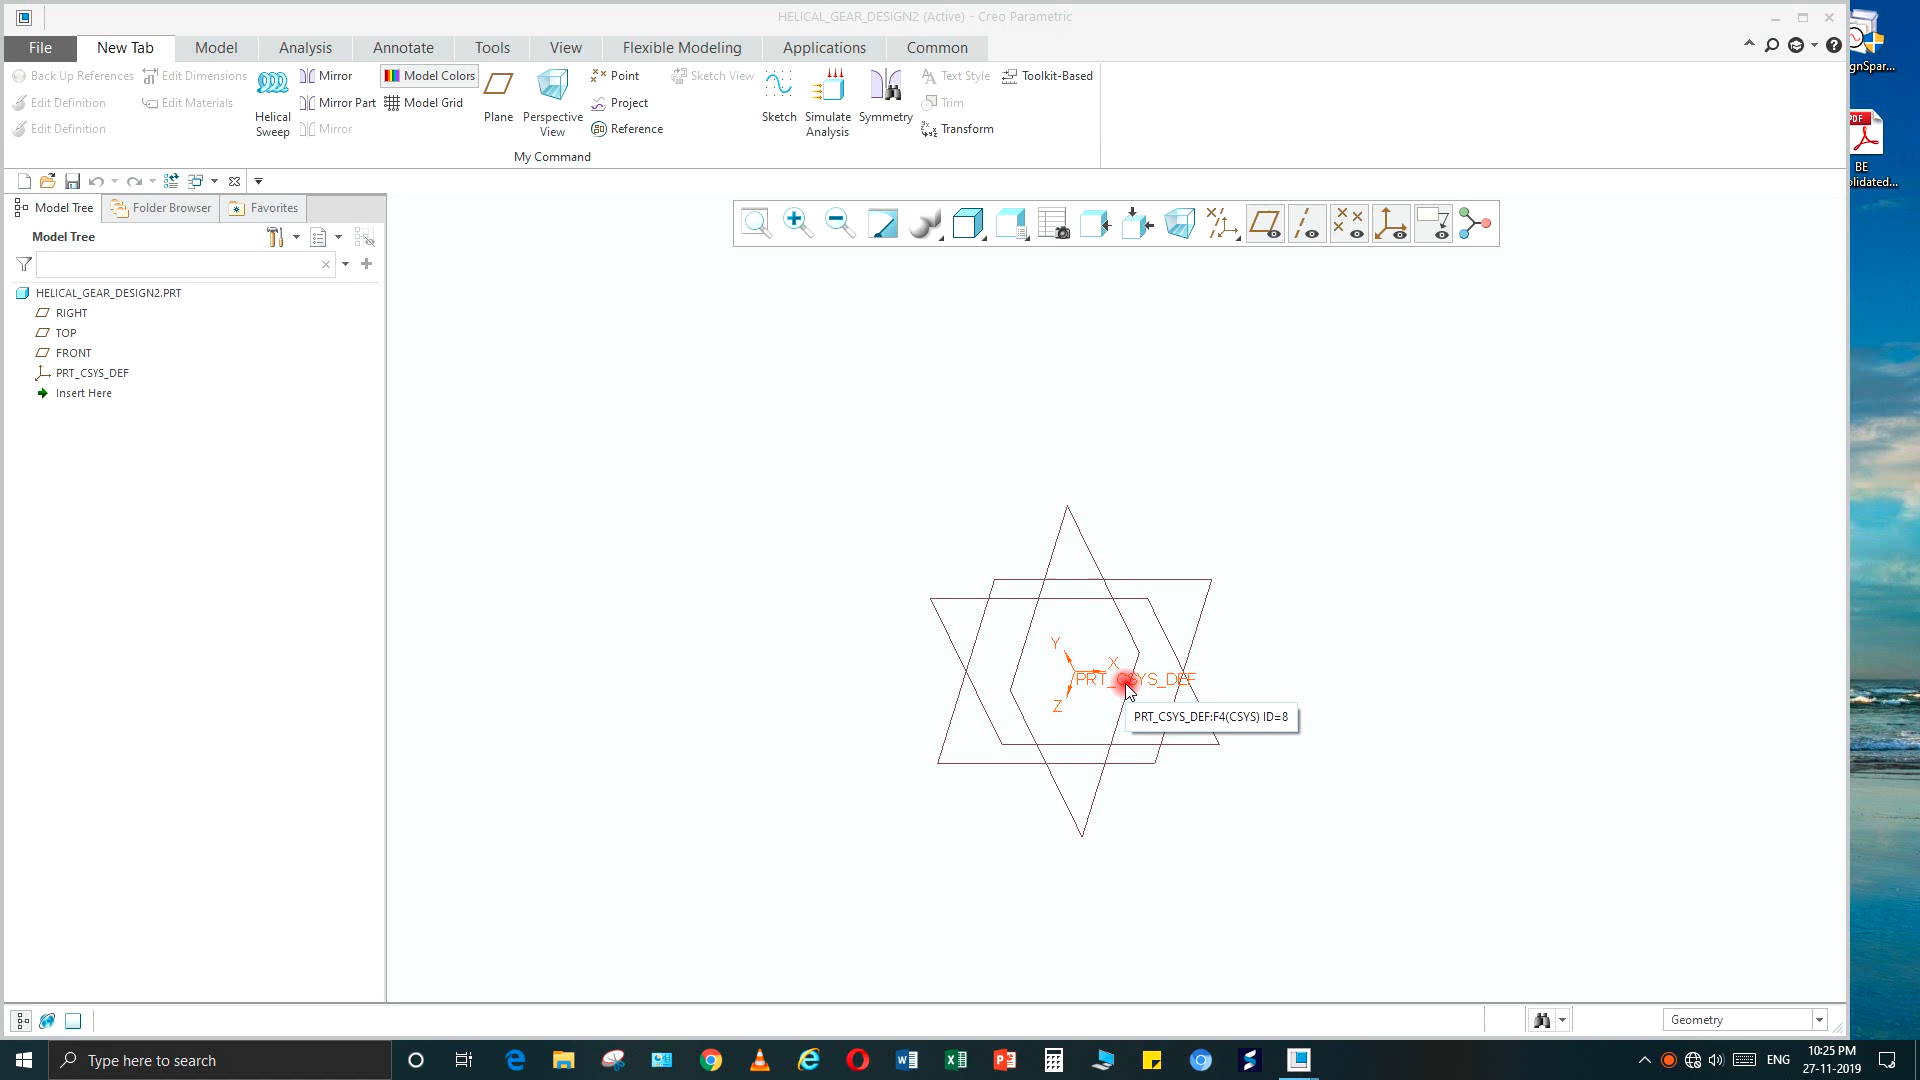 HELICAL_GEAR_DESIGN2 (Active) - Creo Parametric
File New Tab Model Analysis Annotate Tools View Flexible Modeling Applications Common
Back Up References Edit Dimensions Mirror Model Colors Point Sketch View Text Style Toolkit-Based
Edit Definition Edit Materials Mirror Part Model Grid Project Trim
Helical Sweep Plane Perspective View Sketch Simulate Analysis Symmetry
Edit Definition Mirror Reference Transform
My Command
Model Tree Folder Browser Favorites
Model Tree
HELICAL_GEAR_DESIGN2.PRT
RIGHT
TOP
FRONT
PRT_CSYS_DEF
Insert Here
Y
X
PRT_CSYS_DEF
Z
PRT_CSYS_DEF:F4(CSYS) ID=8
Geometry
gnSpar...
PDF
BE
olidated...
Type here to search
ENG
10:25 PM
27-11-2019